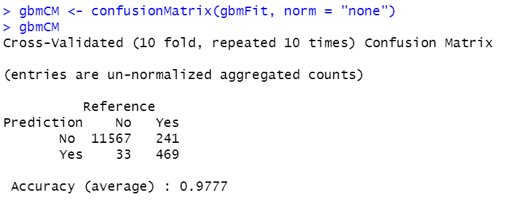 > gbmCM <- confusionMatrix(gbmFit, norm = "none")
> gbmCM
Cross-Validated (10 fold, repeated 10 times) Confusion Matrix
(entries are un-normalized aggregated counts)
Reference
Prediction No Yes
No 11567 241
Yes 33 469
Accuracy (average) : 0.9777